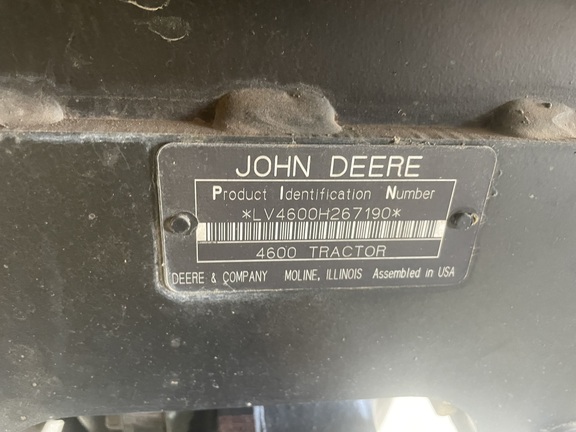 JOHN DEERE
Product Identification Number
*LV4600H267190*
4600 TRACTOR
DEERE & COMPANY MOLINE, ILLINOIS Assembled in USA